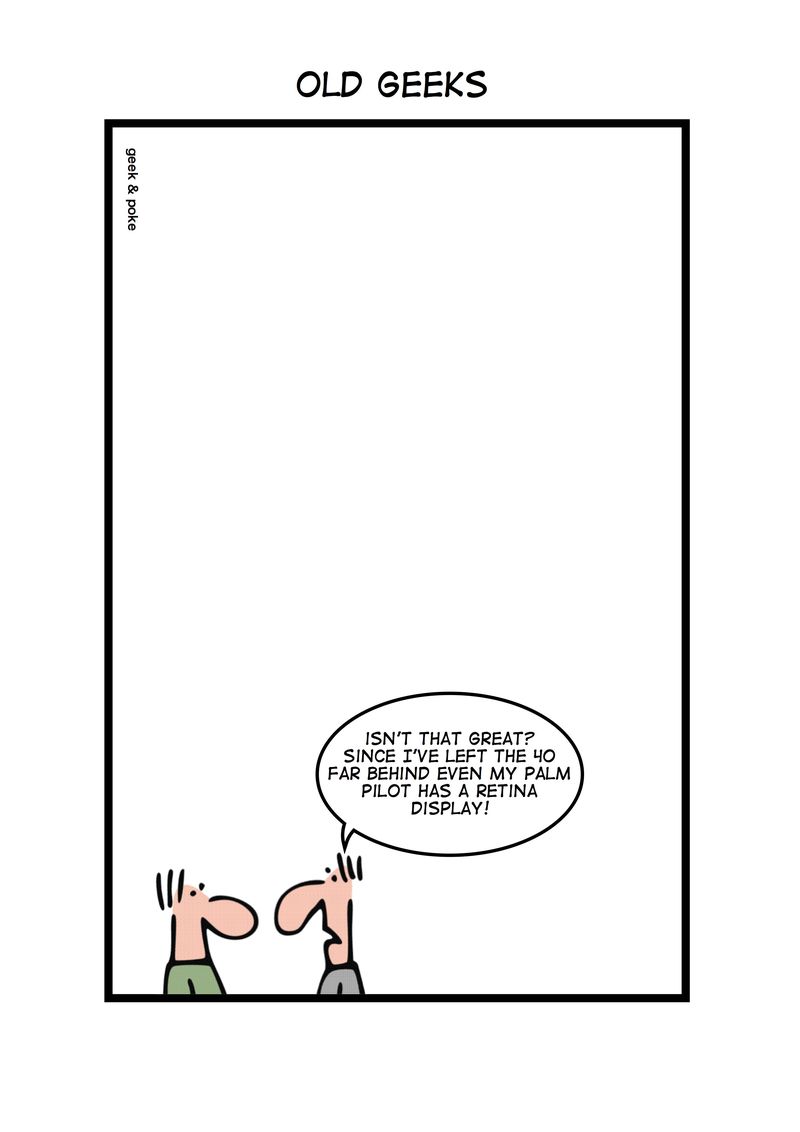 OLD GEEKS
geek & poke
ISN'T THAT GREAT?
SINCE I'VE LEFT THE 40
FAR BEHIND EVEN MY PALM
PILOT HAS A RETINA
DISPLAY!